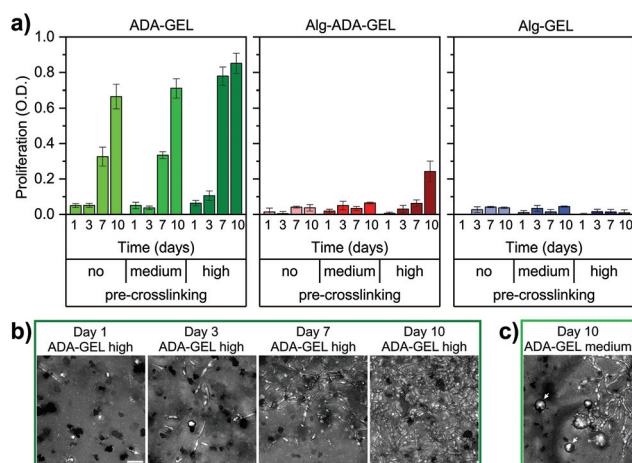 a)
ADA-GEL
Alg-ADA-GEL
Alg-GEL
Proliferation (O.D.)
1.0
0.8
0.6
0.4
0.2
0.0
1 3 7 10 1 3 7 10 1 3 7 10
1 3 7 10 1 3 7 10 1 3 7 10
1 3 7 10 1 3 7 10 1 3 7 10
Time (days)
Time (days)
Time (days)
no medium high
no medium high
no medium high
pre-crosslinking
pre-crosslinking
pre-crosslinking
b)
Day 1
ADA-GEL high
Day 3
ADA-GEL high
Day 7
ADA-GEL high
Day 10
ADA-GEL high
c)
Day 10
ADA-GEL medium